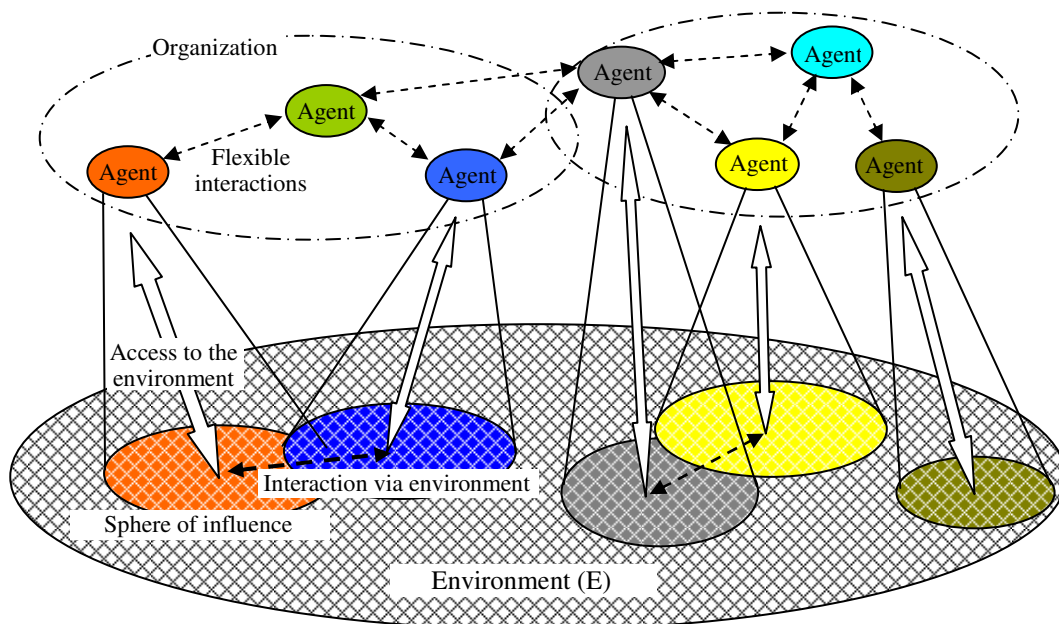 Organization
Agent
Agent
Agent
Flexible
interactions
Agent
Agent
Agent
Agent
Access to the
environment
Interaction via environment
Sphere of influence
Environment (E)